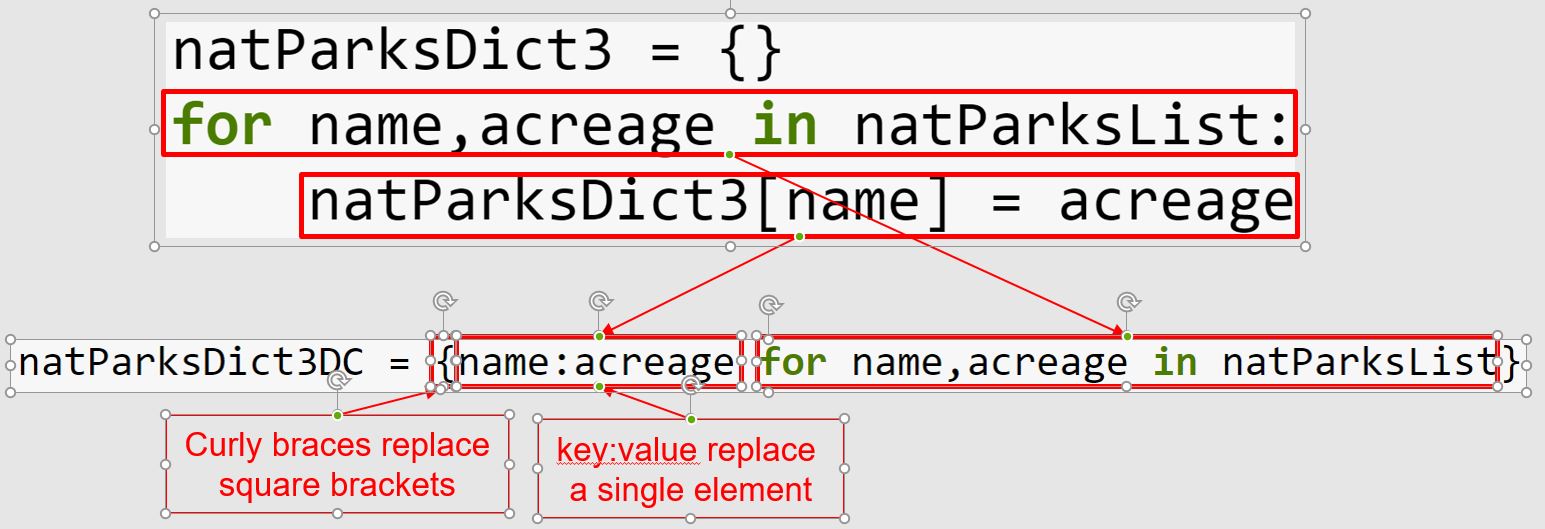 natParksDict3 = {}
for name,acreage in natParksList:
    natParksDict3[name] = acreage
natParksDict3DC = {name:acreage for name,acreage in natParksList}
Curly braces replace
square brackets
key:value replace
a single element